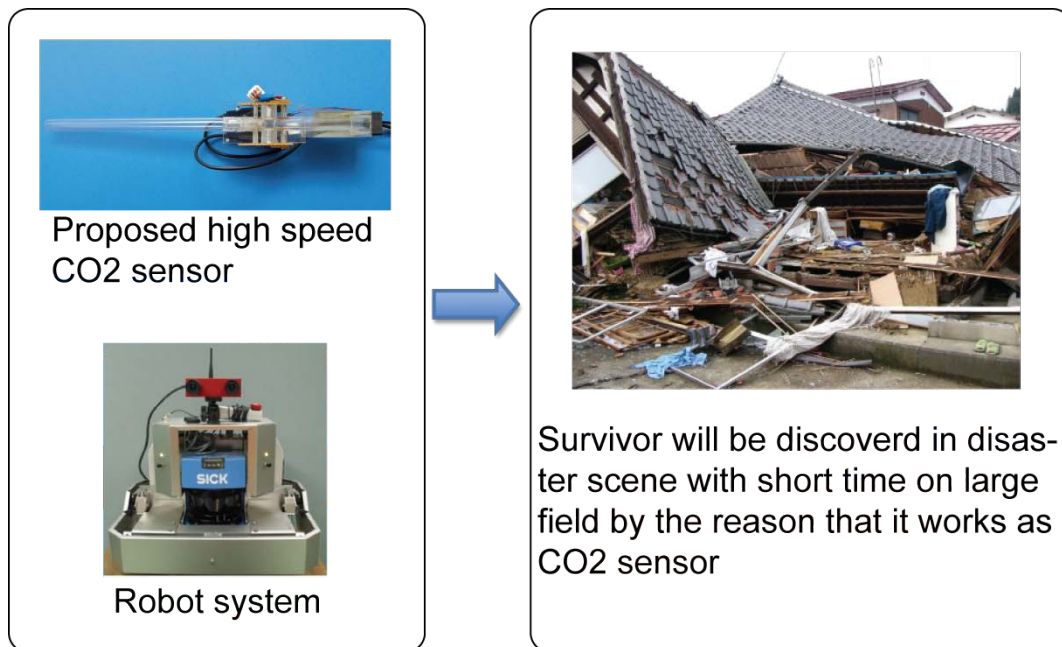 Proposed high speed
CO2 sensor
SICK
Robot system
Survivor will be discoverd in disas-
ter scene with short time on large
field by the reason that it works as
CO2 sensor